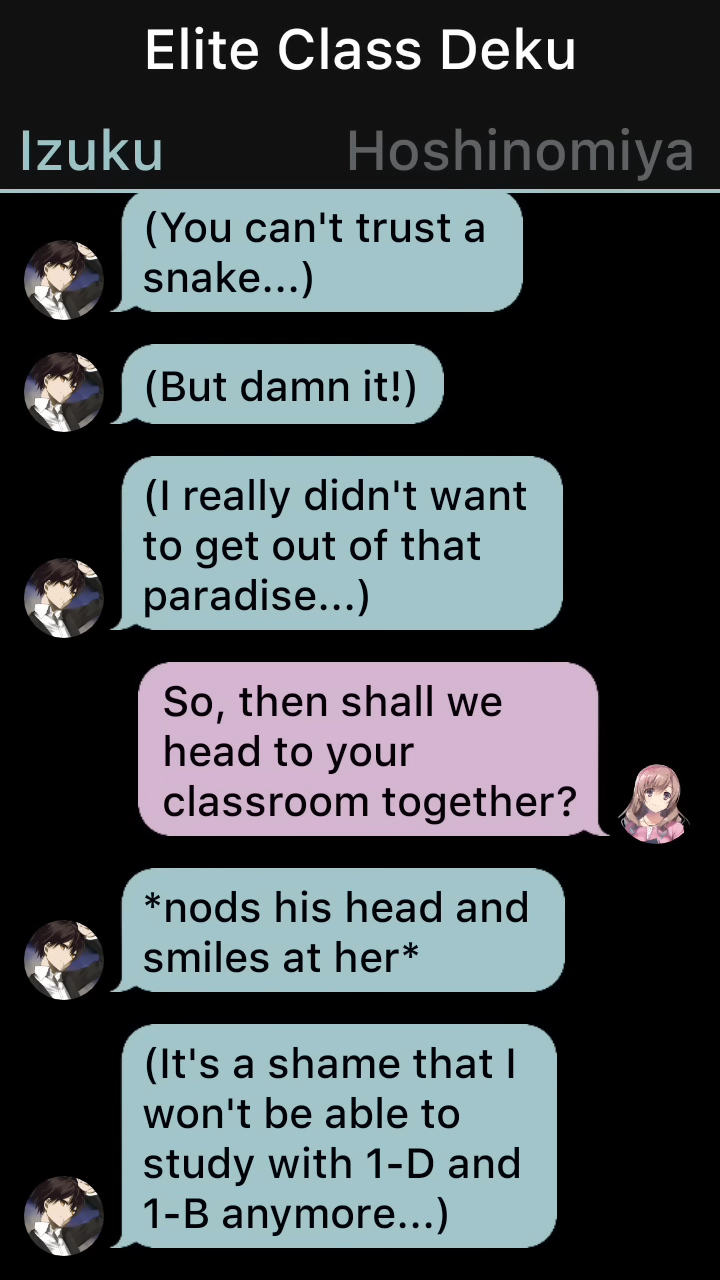 Elite Class Deku
Izuku Hoshinomiya
(You can't trust a
snake...)
(But damn it!)
(I really didn't want
to get out of that
paradise...)
So, then shall we
head to your
classroom together?
*nods his head and
smiles at her*
(It's a shame that I
won't be able to
study with 1-D and
1-B anymore...)